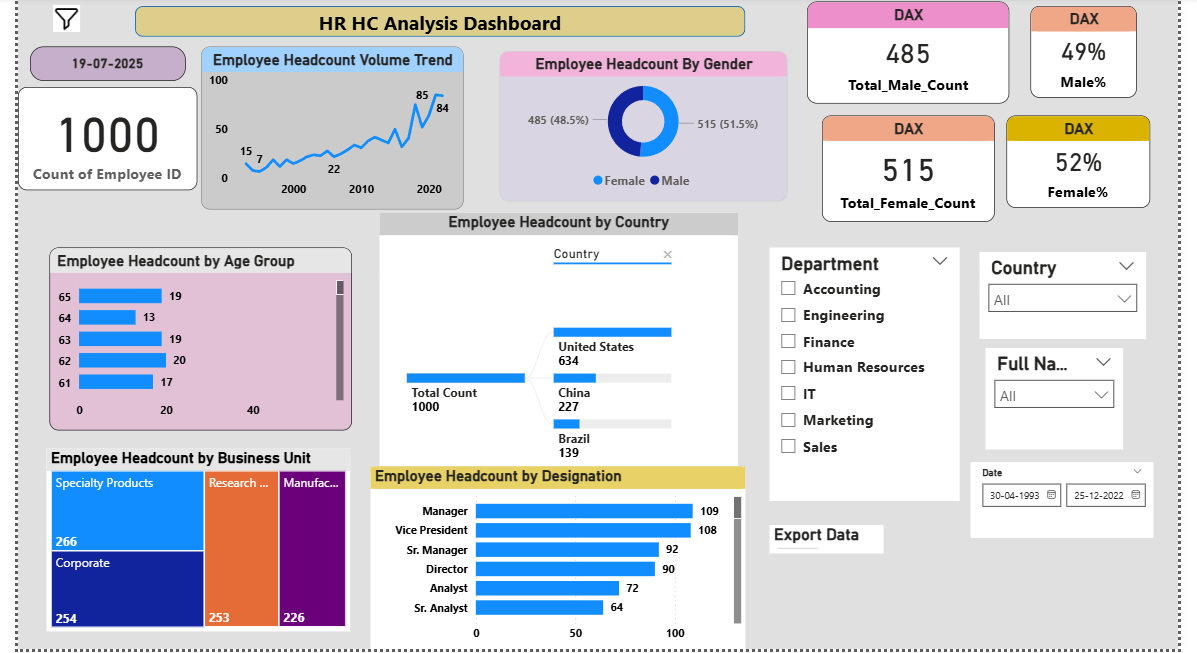 HR HC Analysis Dashboard
19-07-2025
1000
Count of Employee ID
Employee Headcount Volume Trend
100
50
0
15
7
22
85
84
2000
2010
2020
Employee Headcount By Gender
485 (48.5%)
515 (51.5%)
Female
Male
DAX
485
Total_Male_Count
DAX
49%
Male%
DAX
515
Total_Female_Count
DAX
52%
Female%
Employee Headcount by Age Group
65 19
64 13
63 19
62 20
61 17
0 20 40
Employee Headcount by Country
Country
Total Count
1000
United States
634
China
227
Brazil
139
Department
Accounting
Engineering
Finance
Human Resources
IT
Marketing
Sales
Country
All
Full Na...
All
Date
30-04-1993
25-12-2022
Export Data
Employee Headcount by Business Unit
Specialty Products
266
Corporate
254
Research ...
253
Manufac...
226
Employee Headcount by Designation
Manager 109
Vice President 108
Sr. Manager 92
Director 90
Analyst 72
Sr. Analyst 64
0 50 100